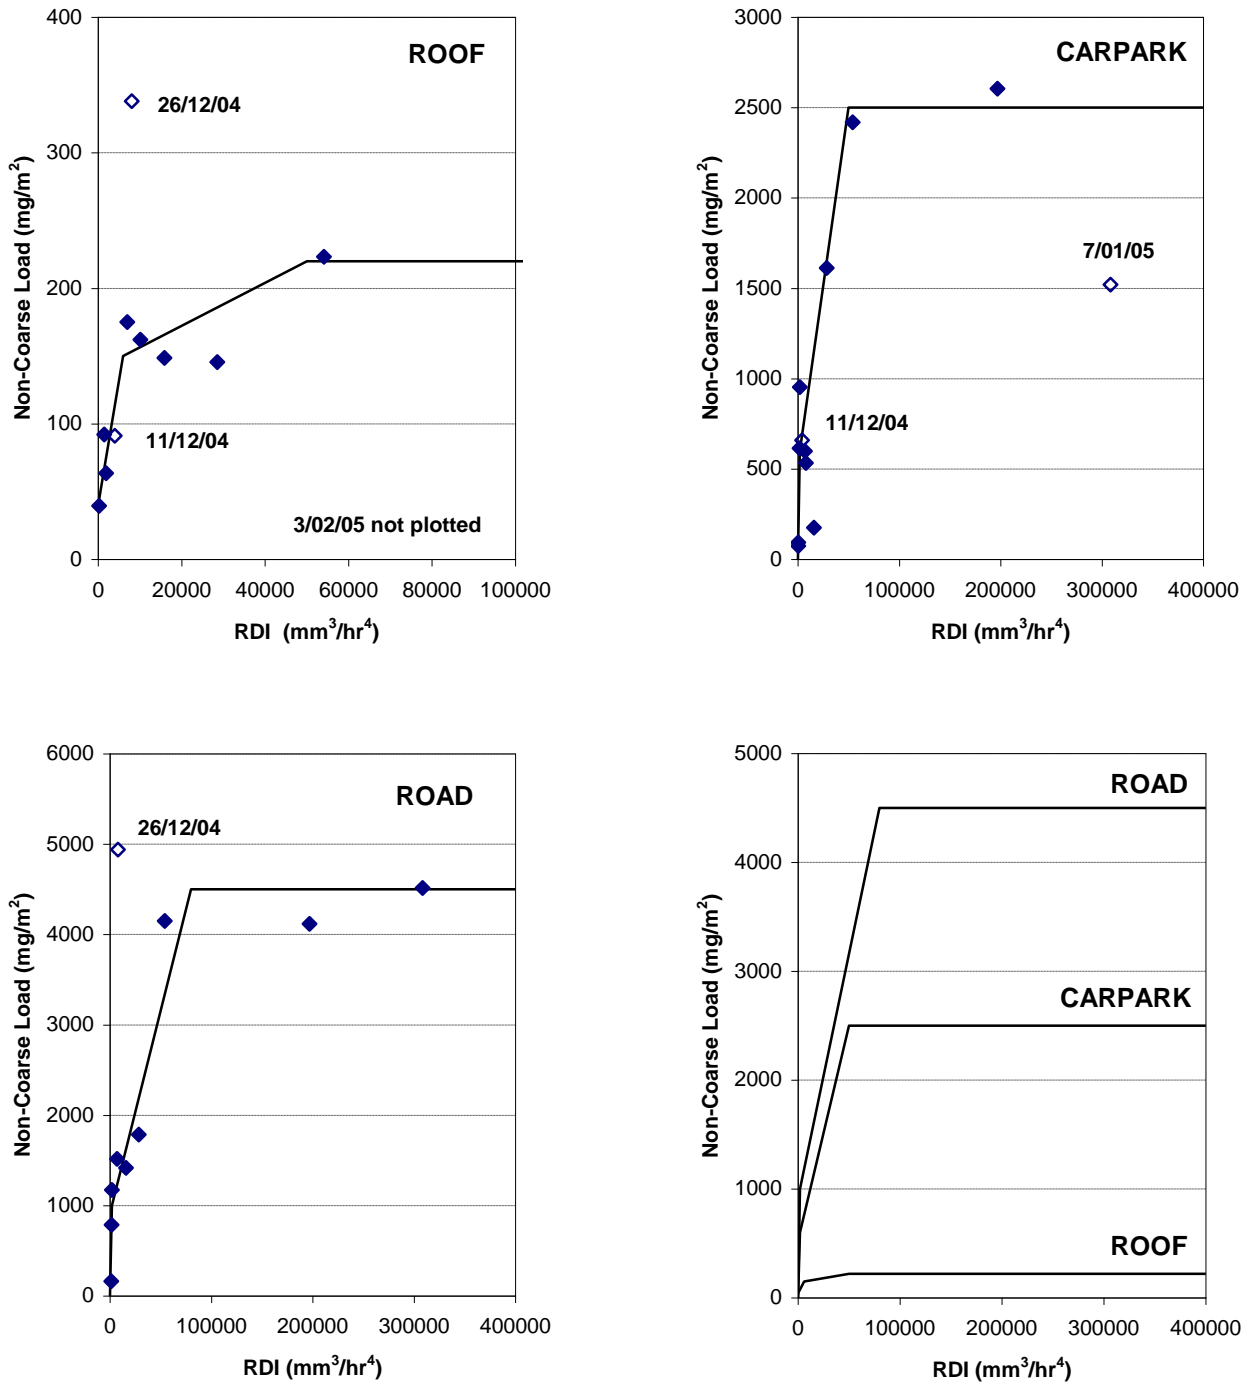 ROOF
400
300
200
100
0
Non-Coarse Load (mg/m²)
26/12/04
11/12/04
3/02/05 not plotted
0 20000 40000 60000 80000 100000
RDI (mm³/hr⁴)
CARPARK
3000
2500
2000
1500
1000
500
0
Non-Coarse Load (mg/m²)
7/01/05
11/12/04
0 100000 200000 300000 400000
RDI (mm³/hr⁴)
ROAD
6000
5000
4000
3000
2000
1000
0
Non-Coarse Load (mg/m²)
26/12/04
0 100000 200000 300000 400000
RDI (mm³/hr⁴)
5000
4000
3000
2000
1000
0
Non-Coarse Load (mg/m²)
ROAD
CARPARK
ROOF
0 100000 200000 300000 400000
RDI (mm³/hr⁴)